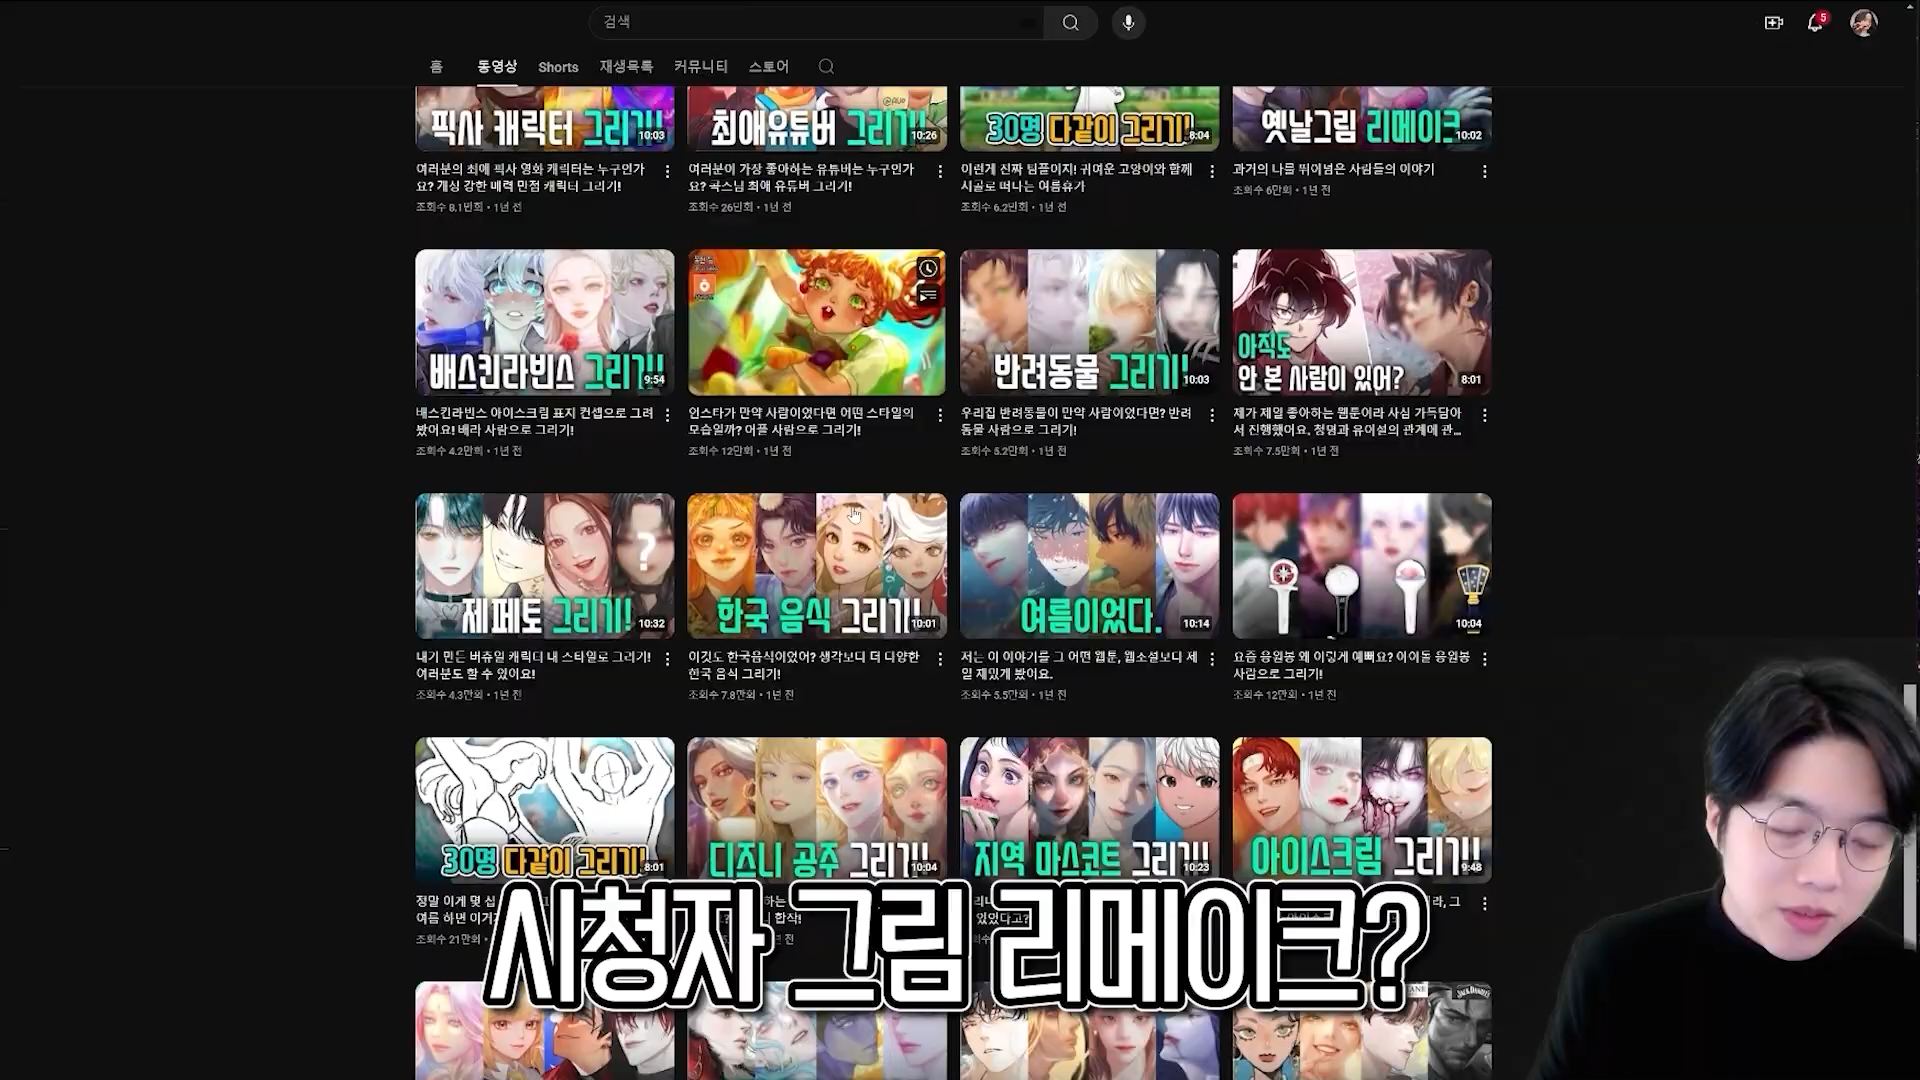 검색
5
홈 동영상 Shorts 재생목록 커뮤니티 스토어
픽사 캐릭터 그리기!!
10:03
최애유튜버 그리기!!
10:26
30명 다같이 그리기!
8:04
옛날그림 리메이크
10:02
여러분의 최애 픽사 영화 캐릭터는 누구인가
요? 개성 강한 매력 만점 캐릭터 그리기!
조회수 8.1만회 • 1년 전
여러분이 가장 좋아하는 유튜버는 누구인가
요? 콕스님 최애 유튜버 그리기!
조회수 26만회 • 1년 전
이런게 진짜 팀플이지! 귀여운 고양이와 함께
시골로 떠나는 여름휴가
조회수 6.2만회 • 1년 전
과거의 나를 뛰어넘은 사람들의 이야기
조회수 6만회 • 1년 전
배스킨라빈스 그리기!!
9:54
반려동물 그리기!
10:03
아직도
안 본 사람이 있어?
8:01
배스킨라빈스 아이스크림 표지 컨셉으로 그려
봤어요! 배라 사람으로 그리기!
조회수 4.2만회 • 1년 전
인스타가 만약 사람이었다면 어떤 스타일의
모습일까? 어플 사람으로 그리기!
조회수 12만회 • 1년 전
우리집 반려동물이 만약 사람이었다면? 반려
동물 사람으로 그리기!
조회수 5.2만회 • 1년 전
제가 제일 좋아하는 웹툰이라 사심 가득담아
서 진행했어요. 청명과 유이설의 관계에 관...
조회수 7.5만회 • 1년 전
?
제페토 그리기!
10:32
한국 음식 그리기!
10:01
여름이었다.
10:14
10:04
내가 만든 버츄얼 캐릭터 내 스타일로 그리기!
여러분도 할 수 있어요!
조회수 4.3만회 • 1년 전
이것도 한국음식이었어? 생각보다 더 다양한
한국 음식 그리기!
조회수 7.8만회 • 1년 전
저는 이 이야기를 그 어떤 웹툰, 웹소설보다 제
일 재밌게 봤어요.
조회수 5.5만회 • 1년 전
요즘 응원봉 왜 이렇게 예뻐요? 아이돌 응원봉
사람으로 그리기!
조회수 12만회 • 1년 전
30명 다같이 그리기!
8:01
디즈니 공주 그리기!!
10:04
지역 마스코트 그리기!!
10:23
아이스크림 그리기!!
9:48
정말 이게 몇 십
여름 하면 이거지
조회수 21만회 •
시청자 그림 리메이크?
JACK DANIEL'S